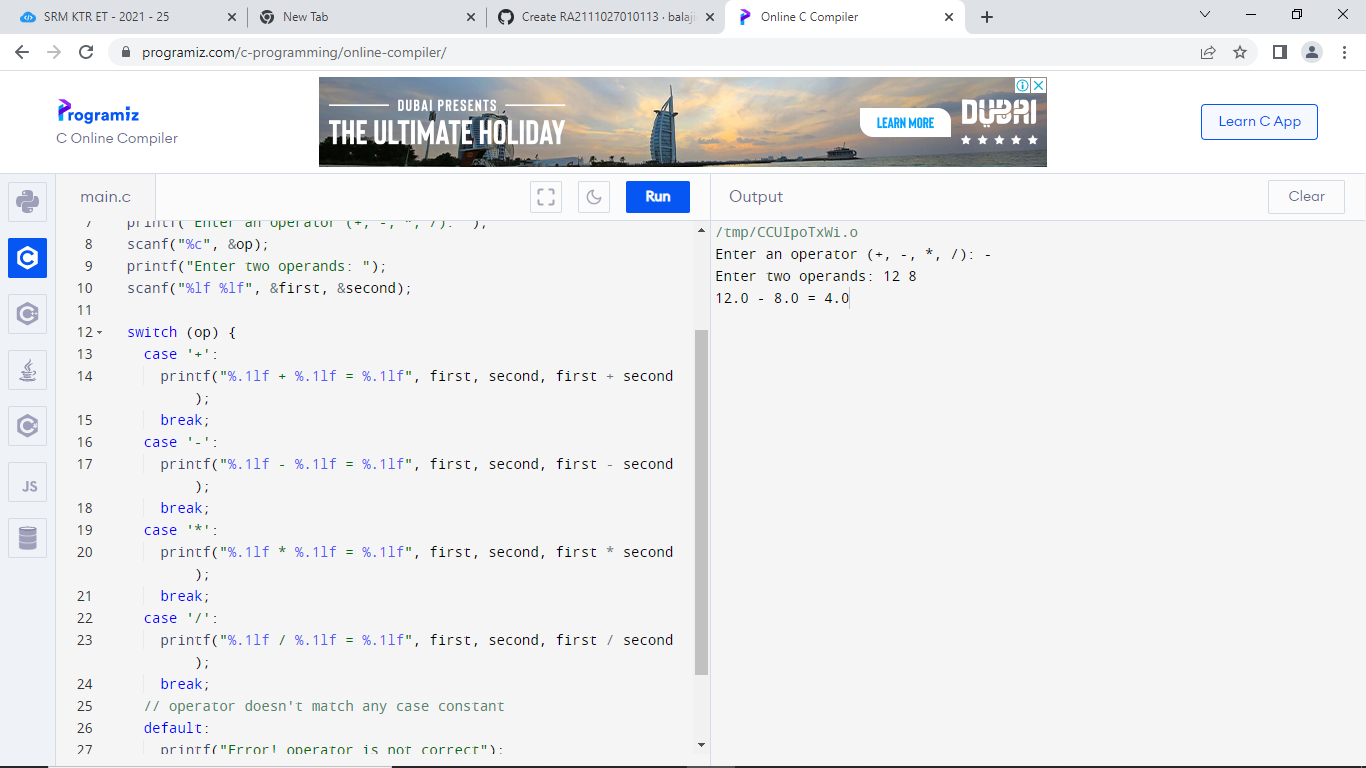 SRM KTR ET - 2021 - 25
New Tab
Create RA2111027010113 · balaji
Online C Compiler
programiz.com/c-programming/online-compiler/
Programiz
C Online Compiler
DUBAI PRESENTS
THE ULTIMATE HOLIDAY
LEARN MORE
DUBAI
Learn C App
main.c
Run
Output
Clear
7 printf("Enter an operator (+, -, *, /): ");
8 scanf("%c", &op);
9 printf("Enter two operands: ");
10 scanf("%lf %lf", &first, &second);
11
12 switch (op) {
13 case '+':
14 printf("%.1lf + %.1lf = %.1lf", first, second, first + second
);
15 break;
16 case '-':
17 printf("%.1lf - %.1lf = %.1lf", first, second, first - second
);
18 break;
19 case '*':
20 printf("%.1lf * %.1lf = %.1lf", first, second, first * second
);
21 break;
22 case '/':
23 printf("%.1lf / %.1lf = %.1lf", first, second, first / second
);
24 break;
25 // operator doesn't match any case constant
26 default:
27 printf("Error! operator is not correct");
JS
/tmp/CCUIpoTxWi.o
Enter an operator (+, -, *, /): -
Enter two operands: 12 8
12.0 - 8.0 = 4.0